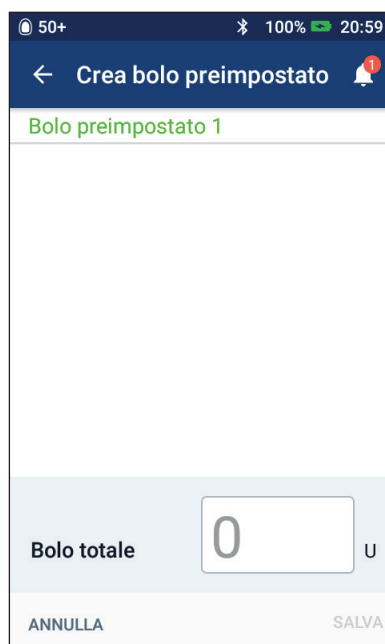 50+ 100% 20:59
Crea bolo preimpostato 1
Bolo preimpostato 1
Bolo totale 0 U
ANNULLA SALVA